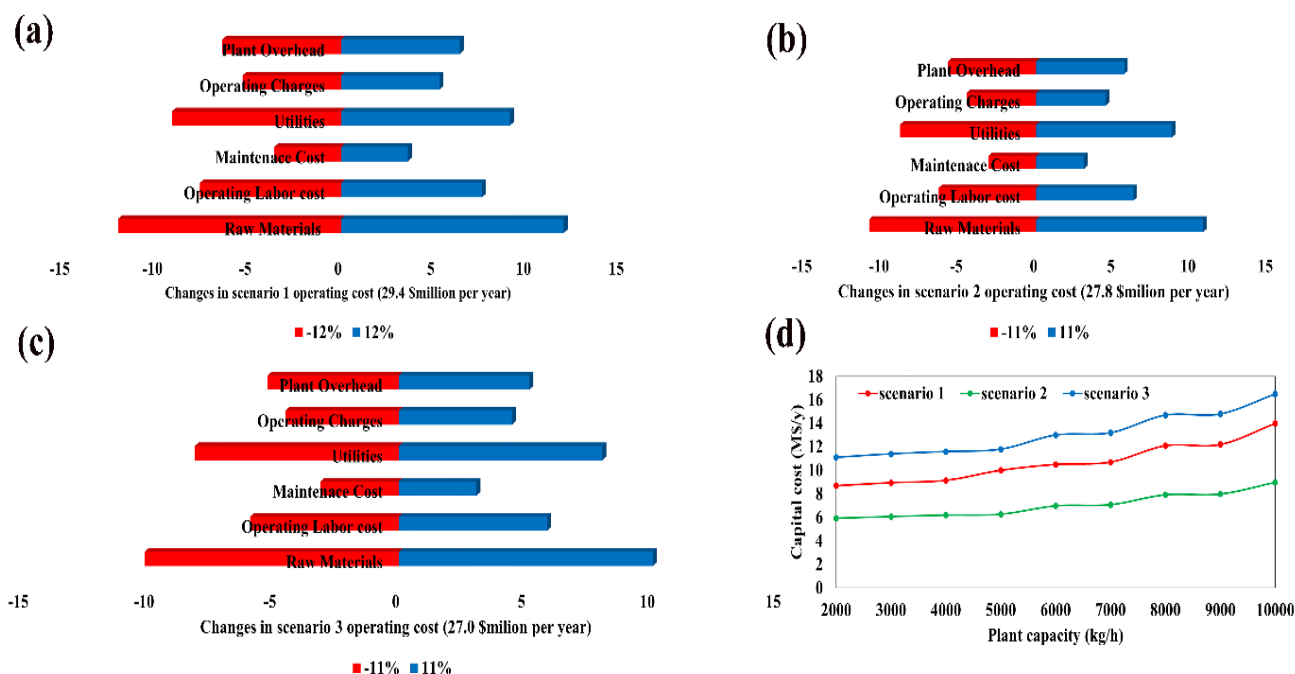 (a)
Plant Overhead
Operating Charges
Utilities
Maintenace Cost
Operating Labor cost
Raw Materials
-15 -10 -5 0 5 10 15
Changes in scenario 1 operating cost (29.4 $million per year)
-12% 12%
(b)
Plant Overhead
Operating Charges
Utilities
Maintenace Cost
Operating Labor cost
Raw Materials
-15 -10 -5 0 5 10 15
Changes in scenario 2 operating cost (27.8 $milion per year)
-11% 11%
(c)
Plant Overhead
Operating Charges
Utilities
Maintenace Cost
Operating Labor cost
Raw Materials
-15 -10 -5 0 5 10 15
Changes in scenario 3 operating cost (27.0 $milion per year)
-11% 11%
(d)
scenario 1 scenario 2 scenario 3
Capital cost (M$/y)
18
16
14
12
10
8
6
4
2
0
2000 3000 4000 5000 6000 7000 8000 9000 10000
Plant capacity (kg/h)